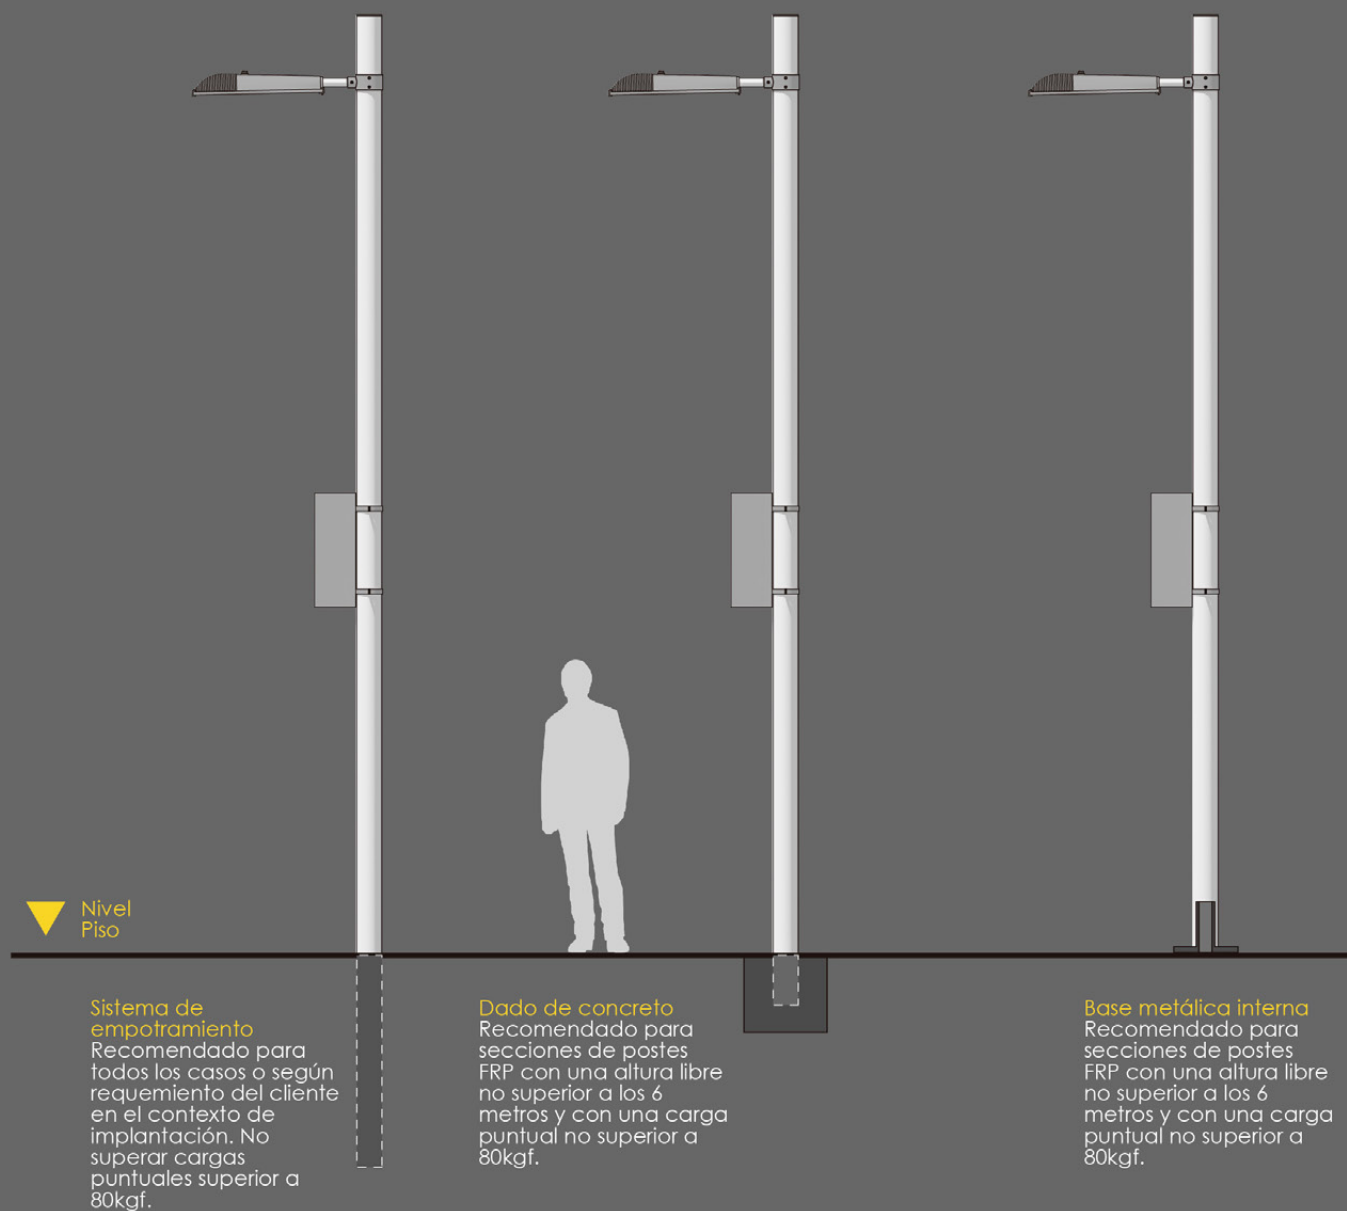 Nivel
Piso
Sistema de
empotramiento
Recomendado para
todos los casos o según
requemiento del cliente
en el contexto de
implantación. No
superar cargas
puntuales superior a
80kgf.
Dado de concreto
Recomendado para
secciones de postes
FRP con una altura libre
no superior a los 6
metros y con una carga
puntual no superior a
80kgf.
Base metálica interna
Recomendado para
secciones de postes
FRP con una altura libre
no superior a los 6
metros y con una carga
puntual no superior a
80kgf.